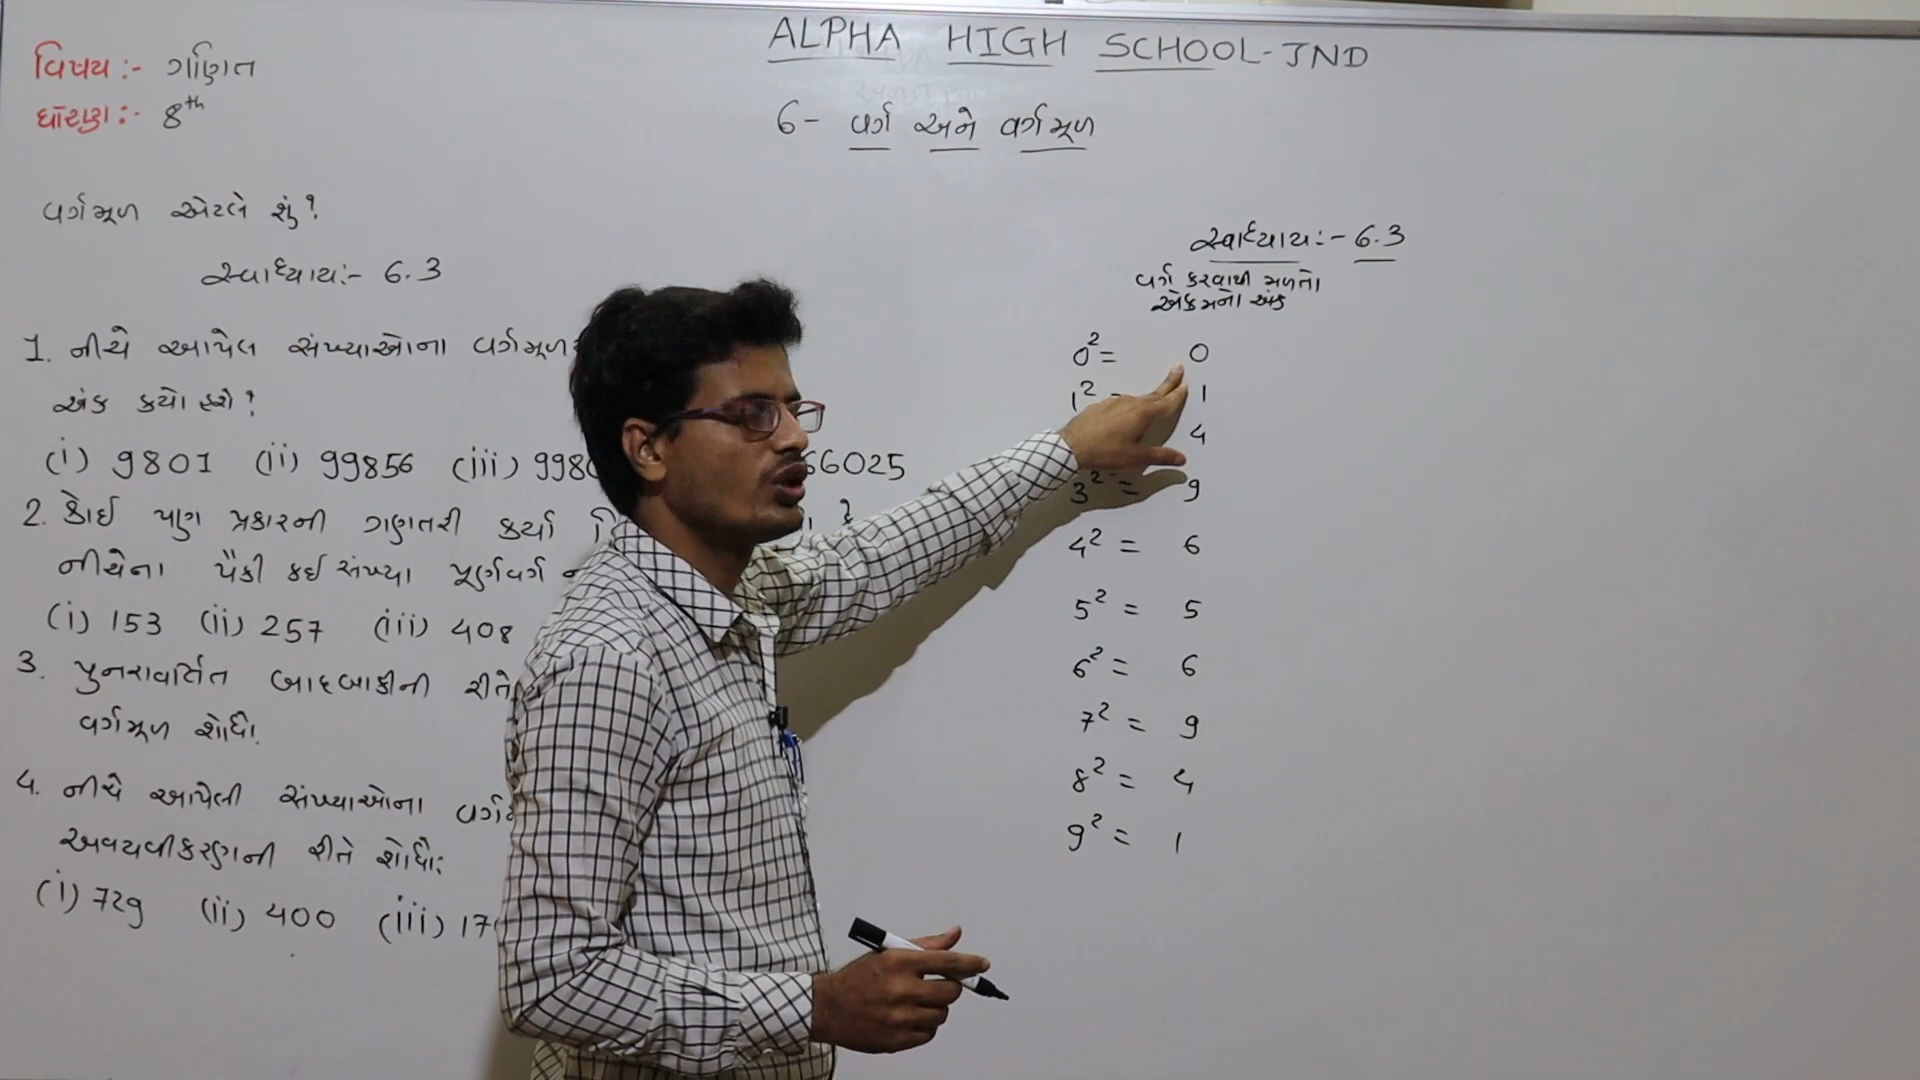 ALPHA HIGH SCHOOL-JND
વિષય:- ગણિત
ધોરણ:- 8th
6- વર્ગ અને વર્ગમૂળ
વર્ગમૂળ એટલે શું?
સ્વાધ્યાય:- 6.3
1. નીચે આપેલ સંખ્યાઓના વર્ગમૂળ
અંક કયો હશે?
(i) 9801 (ii) 99856 (iii) 998 66025
2. કોઈ પણ પ્રકારની ગણતરી કર્યા
નીચેના પૈકી કઈ સંખ્યા પૂર્ણવર્ગ ન
(i) 153 (ii) 257 (iii) 408
3. પુનરાવર્તિત બાદબાકીની રીતે
વર્ગમૂળ શોધો.
4. નીચે આપેલી સંખ્યાઓના
અવયવીકરણની રીતે શોધો:
(i) 729 (ii) 400 (iii) 17
સ્વાધ્યાય:- 6.3
વર્ગ કરવાથી મળતો
એકમનો અંક
0² = 0
1² = 1
4
3² = 9
4² = 6
5² = 5
6² = 6
7² = 9
8² = 4
9² = 1